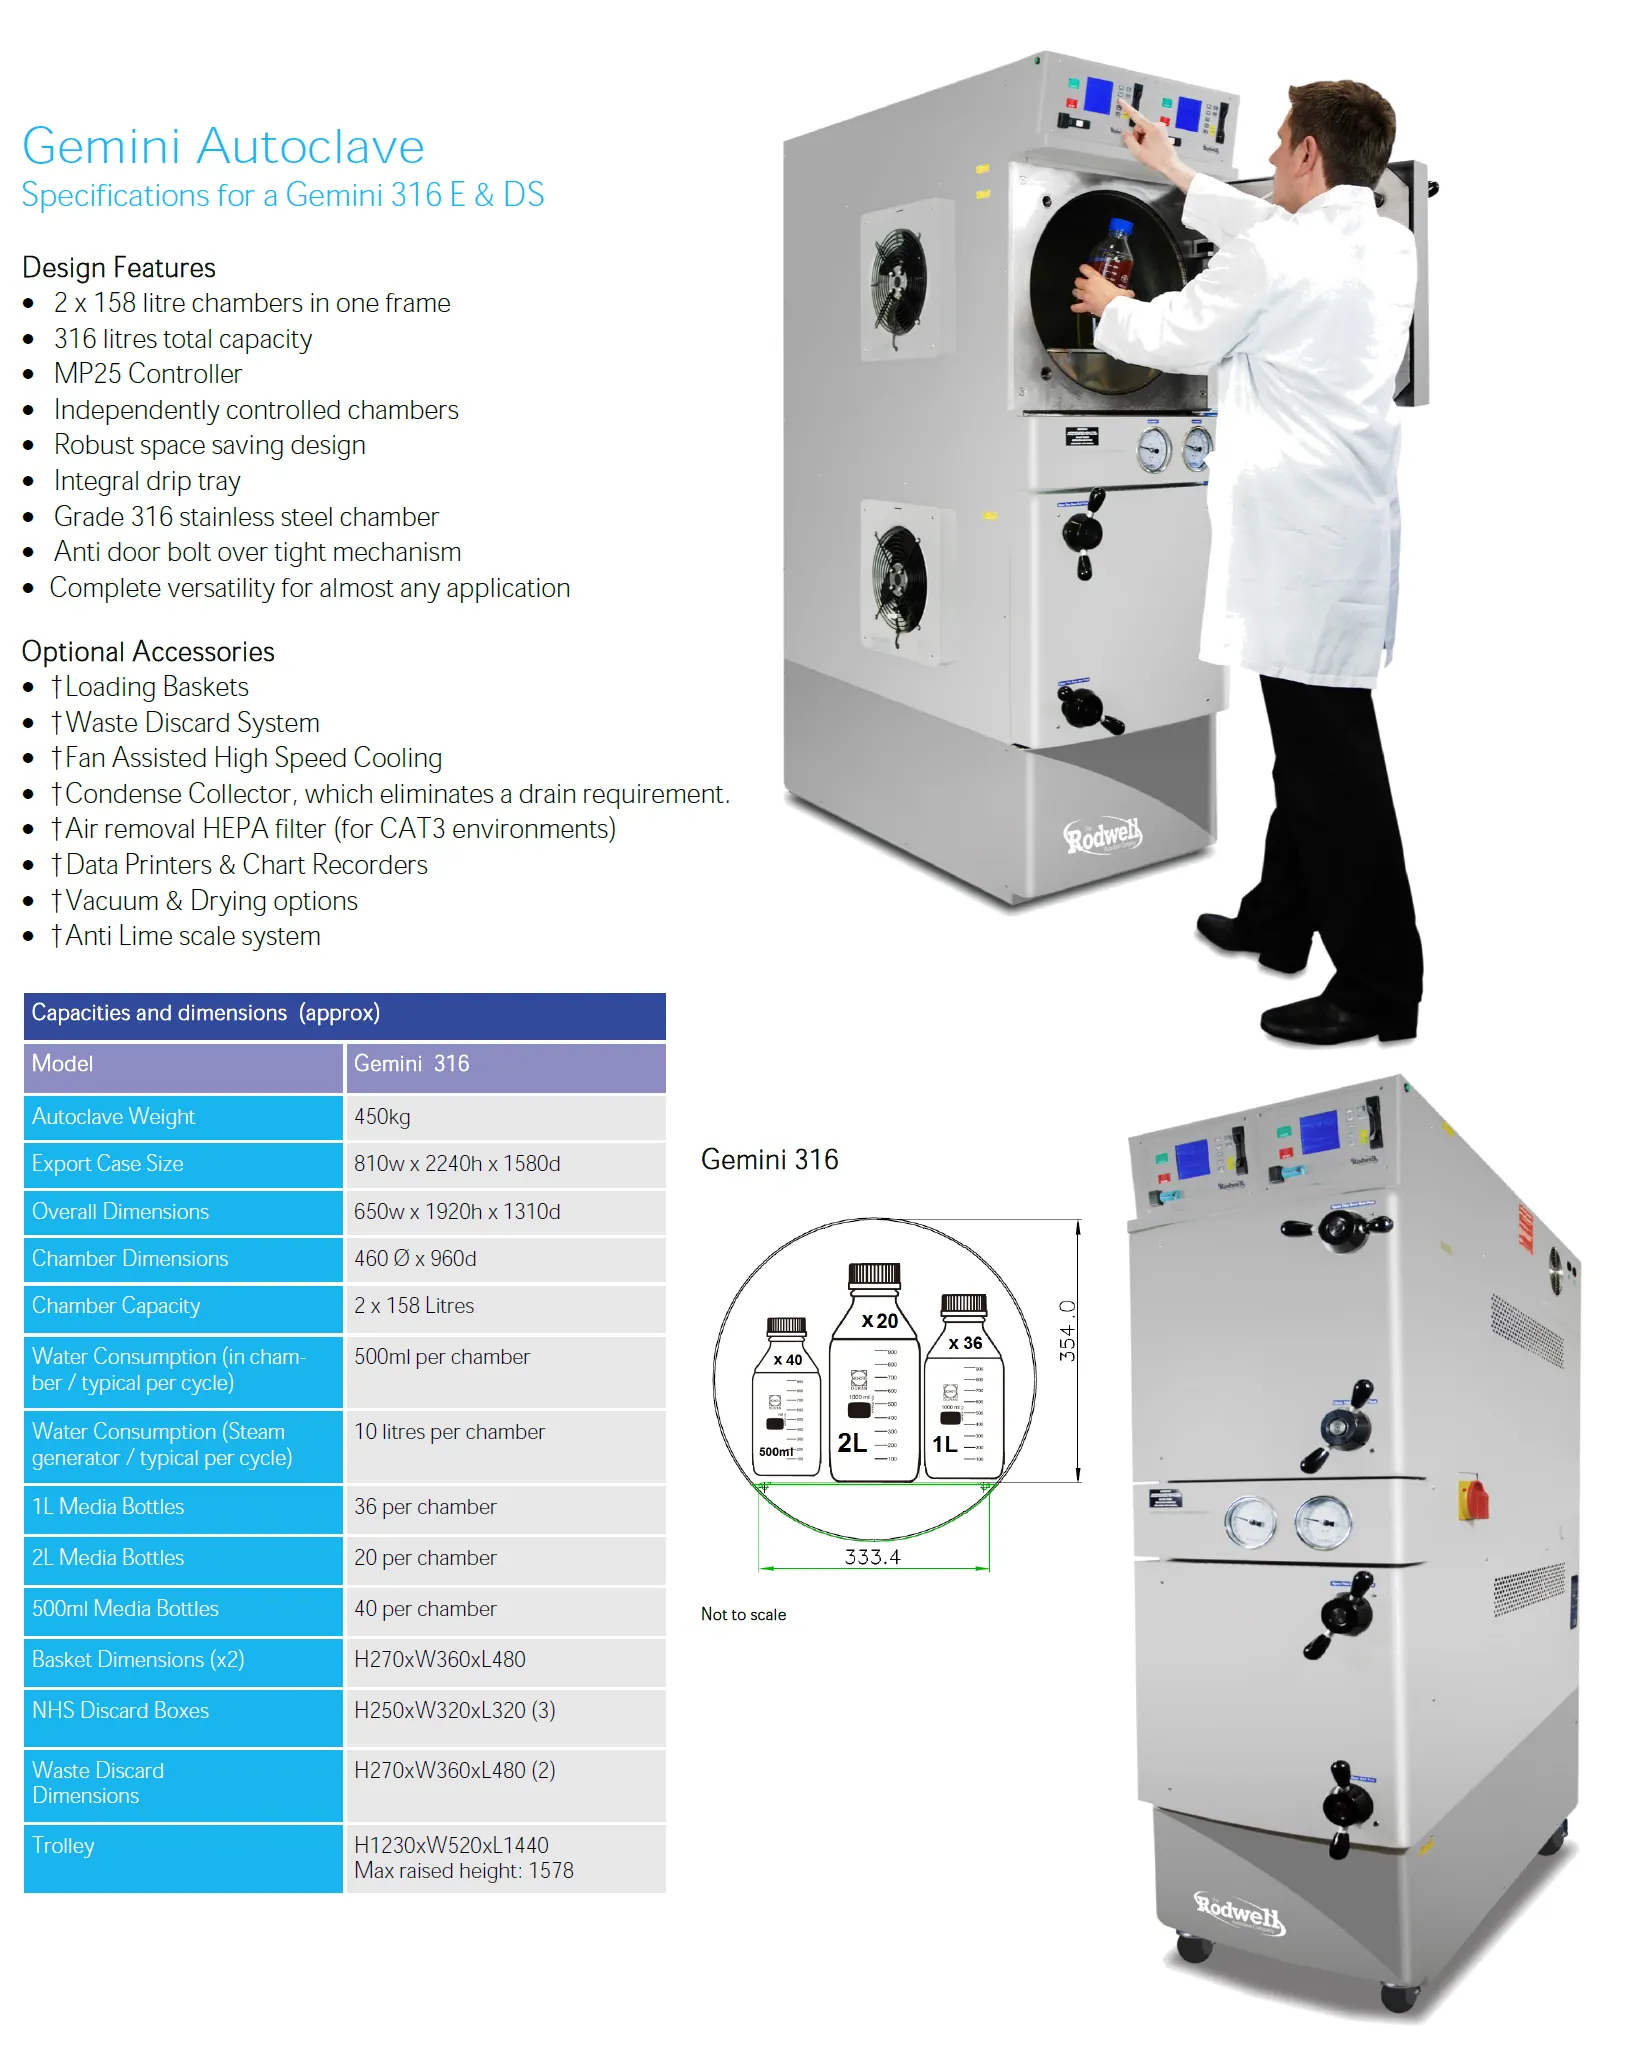 Gemini Autoclave
Specifications for a Gemini 316 E & DS
Design Features
• 2 x 158 litre chambers in one frame
• 316 litres total capacity
• MP25 Controller
• Independently controlled chambers
• Robust space saving design
• Integral drip tray
• Grade 316 stainless steel chamber
• Anti door bolt over tight mechanism
• Complete versatility for almost any application
Optional Accessories
• †Loading Baskets
• †Waste Discard System
• †Fan Assisted High Speed Cooling
• †Condense Collector, which eliminates a drain requirement.
• †Air removal HEPA filter (for CAT3 environments)
• †Data Printers & Chart Recorders
• †Vacuum & Drying options
• †Anti Lime scale system
Rodwell
Capacities and dimensions (approx)
Model Gemini 316
Autoclave Weight 450kg
Export Case Size 810w x 2240h x 1580d
Overall Dimensions 650w x 1920h x 1310d
Chamber Dimensions 460 Ø x 960d
Chamber Capacity 2 x 158 Litres
Water Consumption (in cham- 500ml per chamber
ber / typical per cycle)
Water Consumption (Steam 10 litres per chamber
generator / typical per cycle)
1L Media Bottles 36 per chamber
2L Media Bottles 20 per chamber
500ml Media Bottles 40 per chamber
Basket Dimensions (x2) H270xW360xL480
NHS Discard Boxes H250xW320xL320 (3)
Waste Discard H270xW360xL480 (2)
Dimensions
Trolley H1230xW520xL1440
Max raised height: 1578
Gemini 316
x 40
x 20
x 36
500ml
2L
1L
354.0
333.4
Not to scale
Rodwell